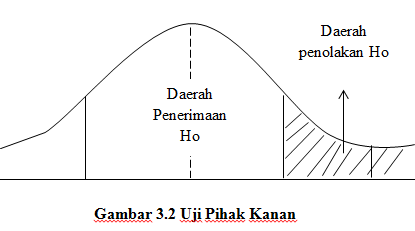 Daerah
penolakan Ho
Daerah
Penerimaan
Ho
Gambar 3.2 Uji Pihak Kanan